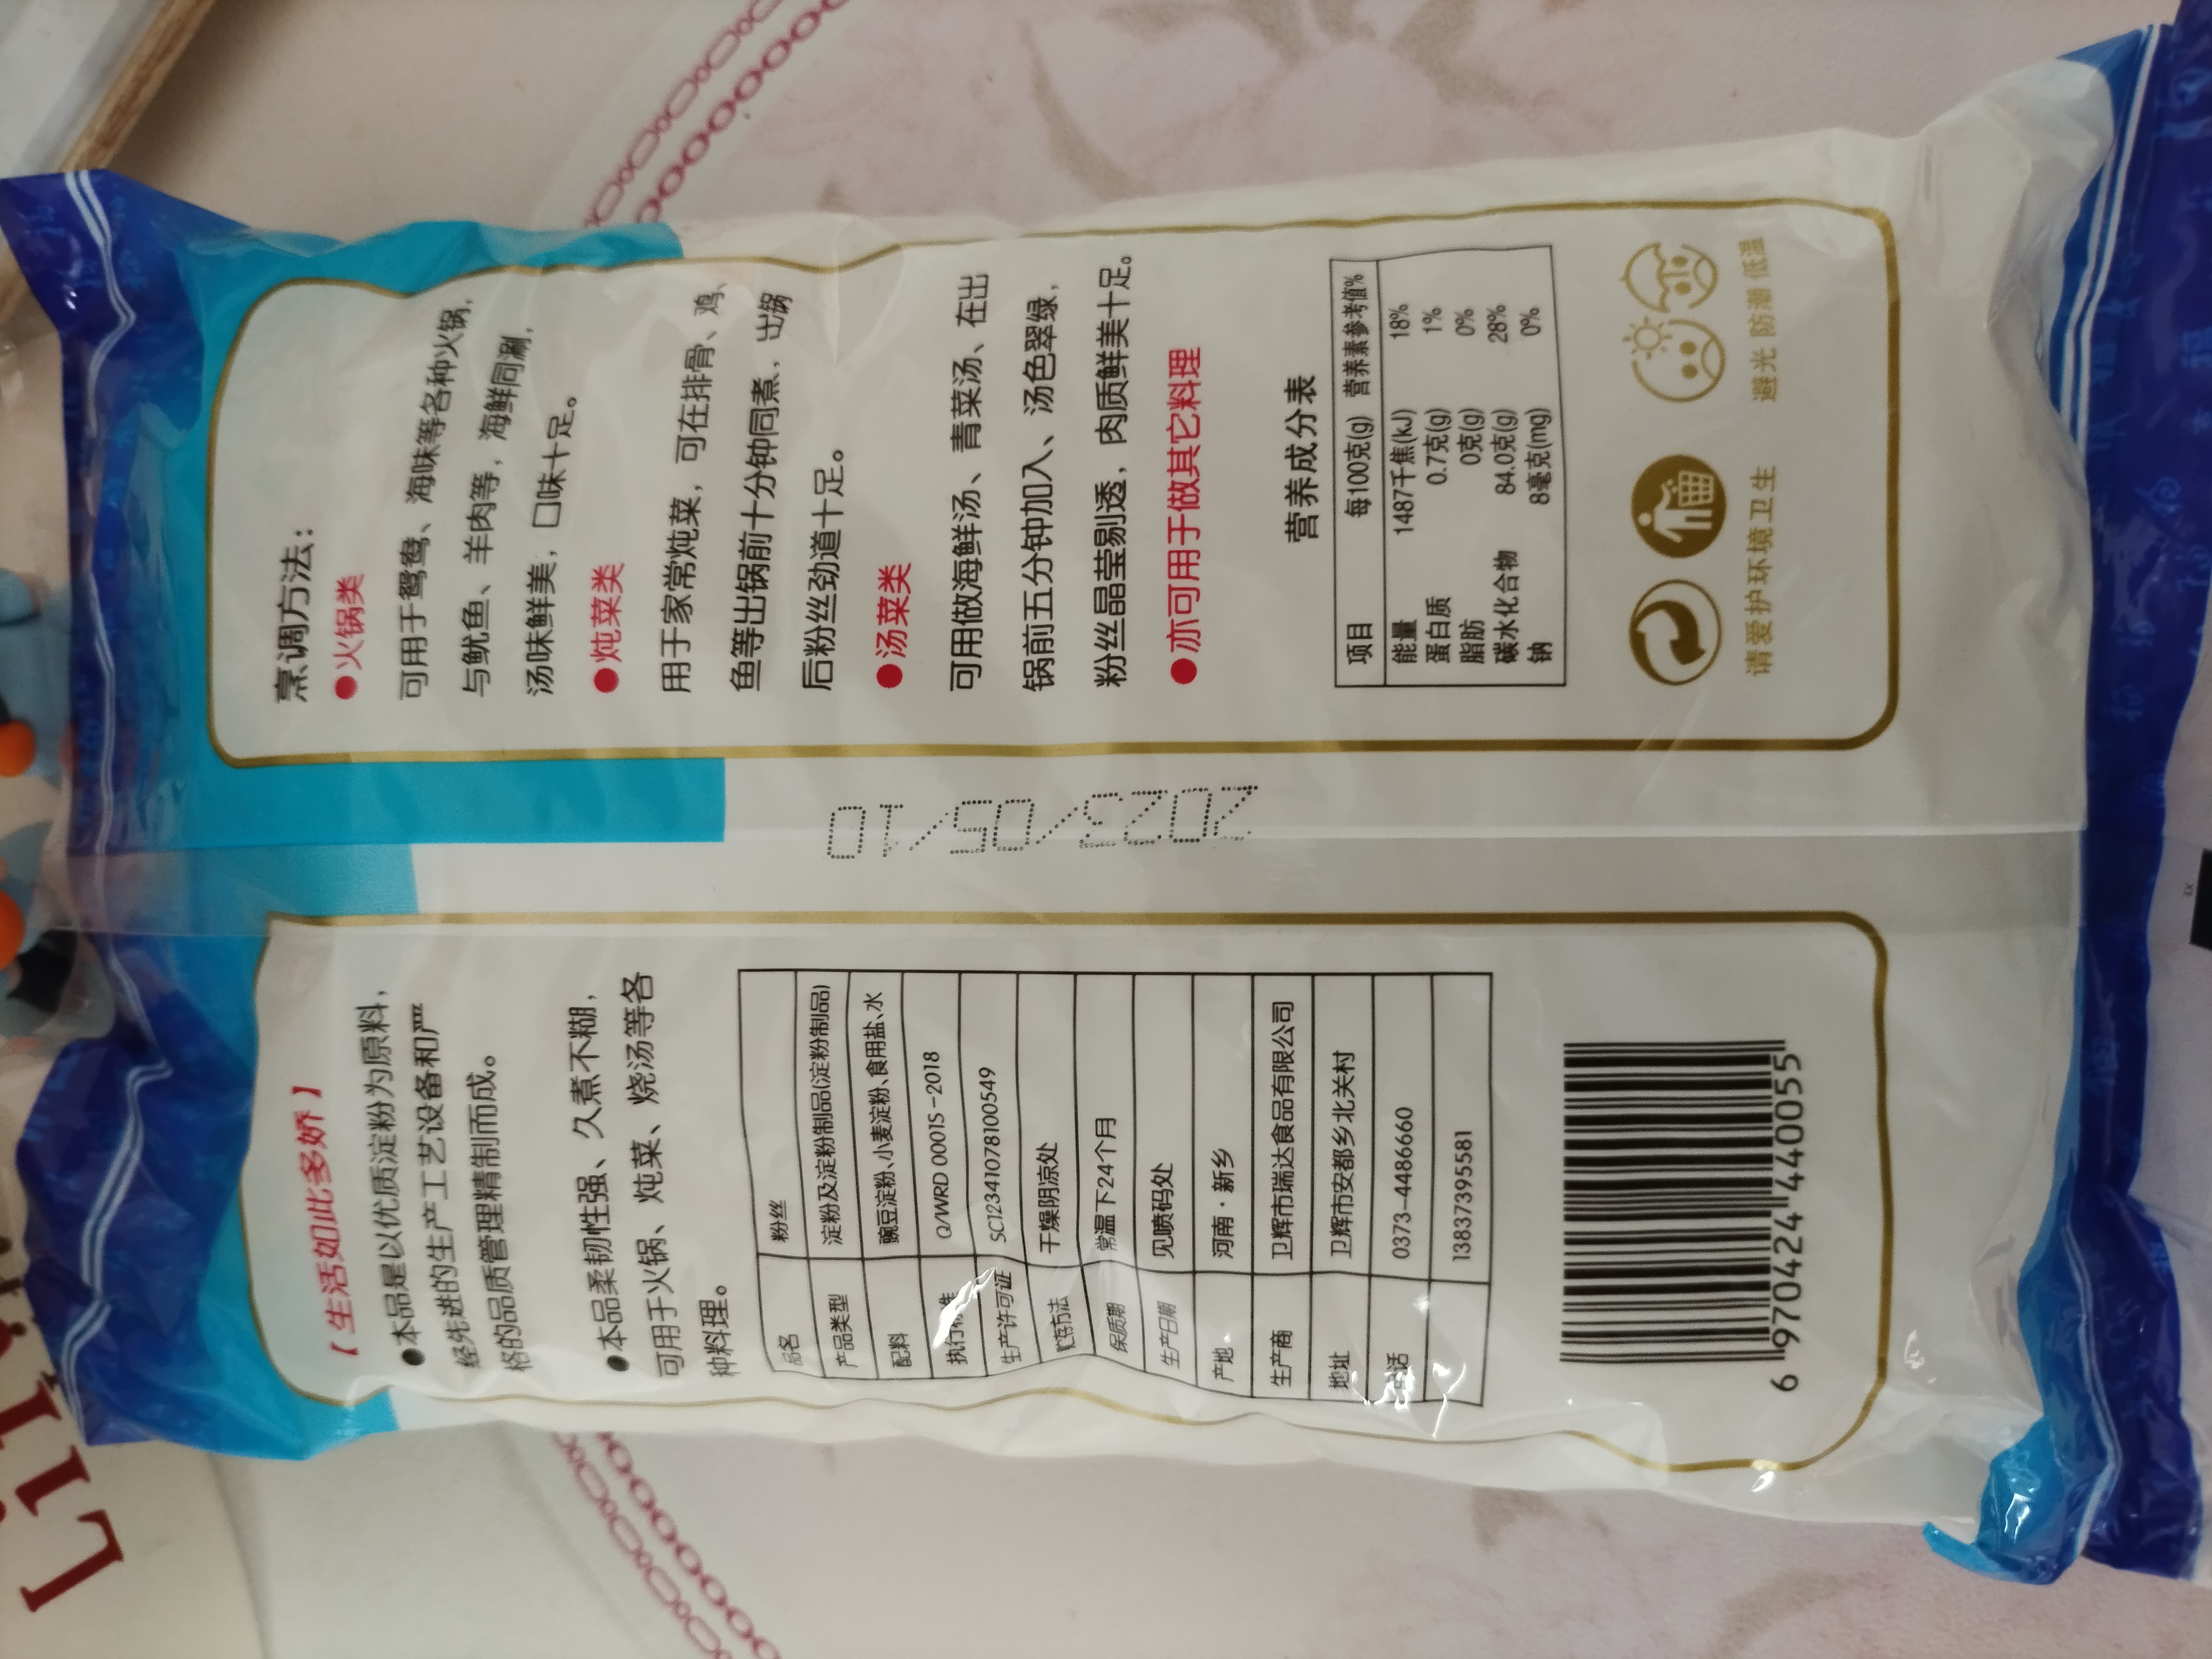 【生活如此多娇】
●本品是以优质淀粉为原料,
经先进的生产工艺设备和严
格的品质管理精制而成。
●本品柔韧性强、久煮不糊,
可用于火锅、炖菜、烧汤等各
种料理。
品名 粉丝
产品类型 淀粉及淀粉制品(淀粉制品)
配料 豌豆淀粉、小麦淀粉、食用盐、水
执行标准 Q/WRD 0001S-2018
生产许可证 SC12341078100549
贮存方法 干燥阴凉处
保质期 常温下24个月
生产日期 见喷码处
产地 河南·新乡
生产商 卫辉市瑞达食品有限公司
地址 卫辉市安都乡北关村
电话 0373-4486660
13837395581
6 970424 440055
2023/06/10
烹调方法:
●火锅类
可用于鸳鸯、海味等各种火锅,
与鱿鱼、羊肉等,海鲜同涮,
汤味鲜美,口味十足。
●炖菜类
用于家常炖菜,可在排骨、鸡、
鱼等出锅前十分钟同煮,出锅
后粉丝劲道十足。
●汤菜类
可用做海鲜汤、青菜汤、在出
锅前五分钟加入、汤色翠绿,
粉丝晶莹剔透,肉质鲜美十足。
●亦可用于做其它料理
营养成分表
项目 每100克(g) 营养素参考值%
能量 1487千焦(kJ) 18%
蛋白质 0.7克(g) 1%
脂肪 0克(g) 0%
碳水化合物 84.0克(g) 28%
钠 8毫克(mg) 0%
请爱护环境卫生 避光 防潮 低温